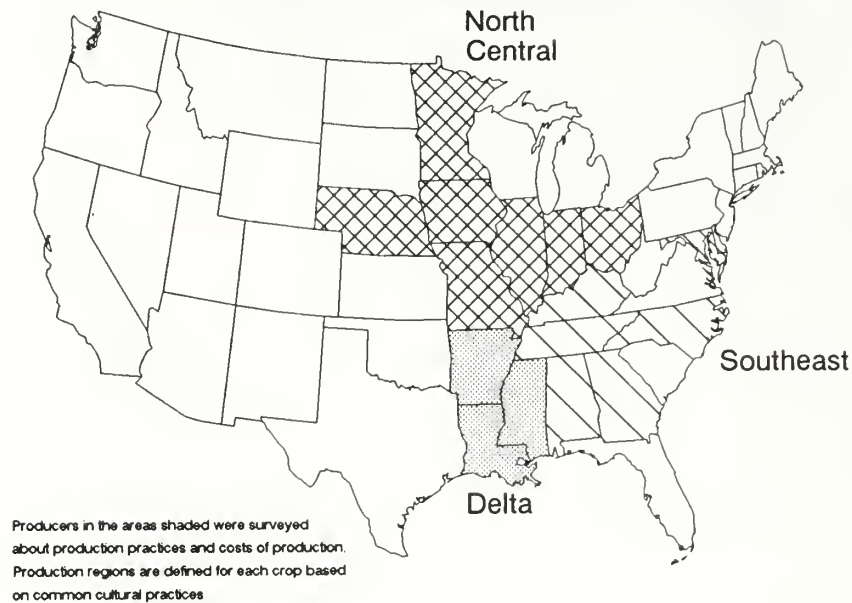 North
Central
Southeast
Delta
Producers in the areas shaded were surveyed
about production practices and costs of production.
Production regions are defined for each crop based
on common cultural practices